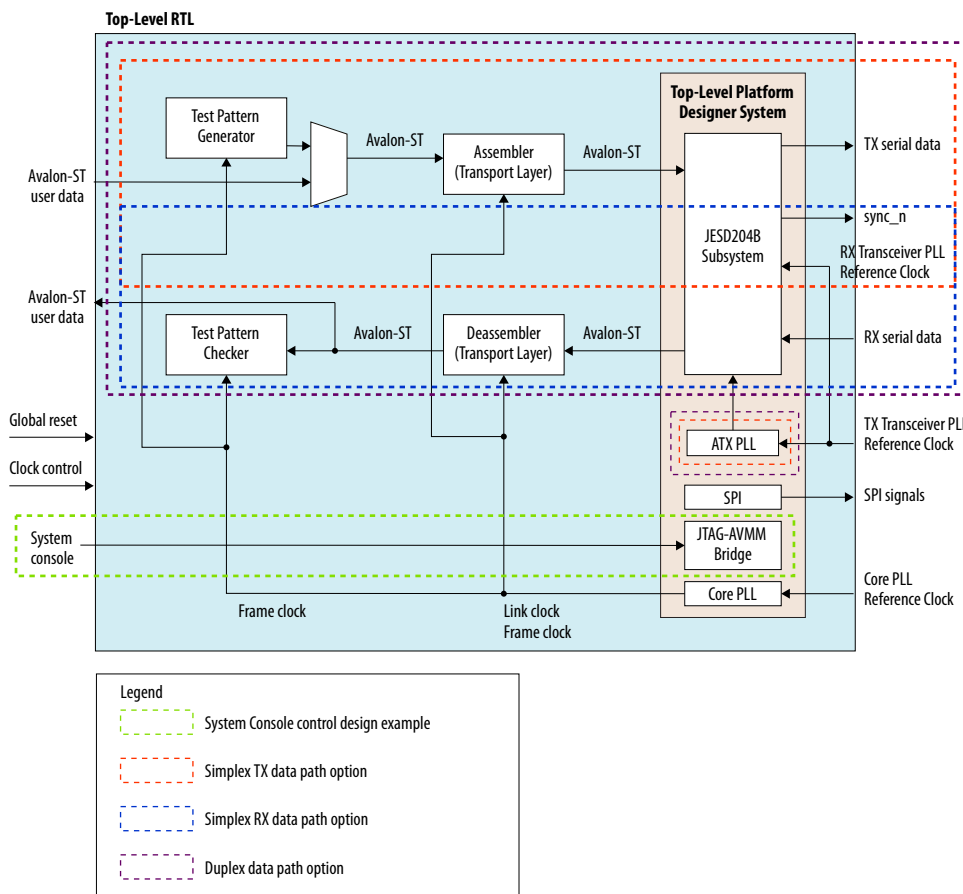 Top-Level RTL
Top-Level Platform
Designer System
Test Pattern
Generator
Avalon-ST
Assembler
(Transport Layer)
Avalon-ST
TX serial data
Avalon-ST
user data
JESD204B
Subsystem
sync_n
RX Transceiver PLL
Reference Clock
Avalon-ST
user data
Test Pattern
Checker
Avalon-ST
Deassembler
(Transport Layer)
Avalon-ST
RX serial data
Global reset
ATX PLL
TX Transceiver PLL
Reference Clock
Clock control
SPI
SPI signals
System
console
JTAG-AVMM
Bridge
Core PLL
Core PLL
Reference Clock
Frame clock
Link clock
Frame clock
Legend
System Console control design example
Simplex TX data path option
Simplex RX data path option
Duplex data path option